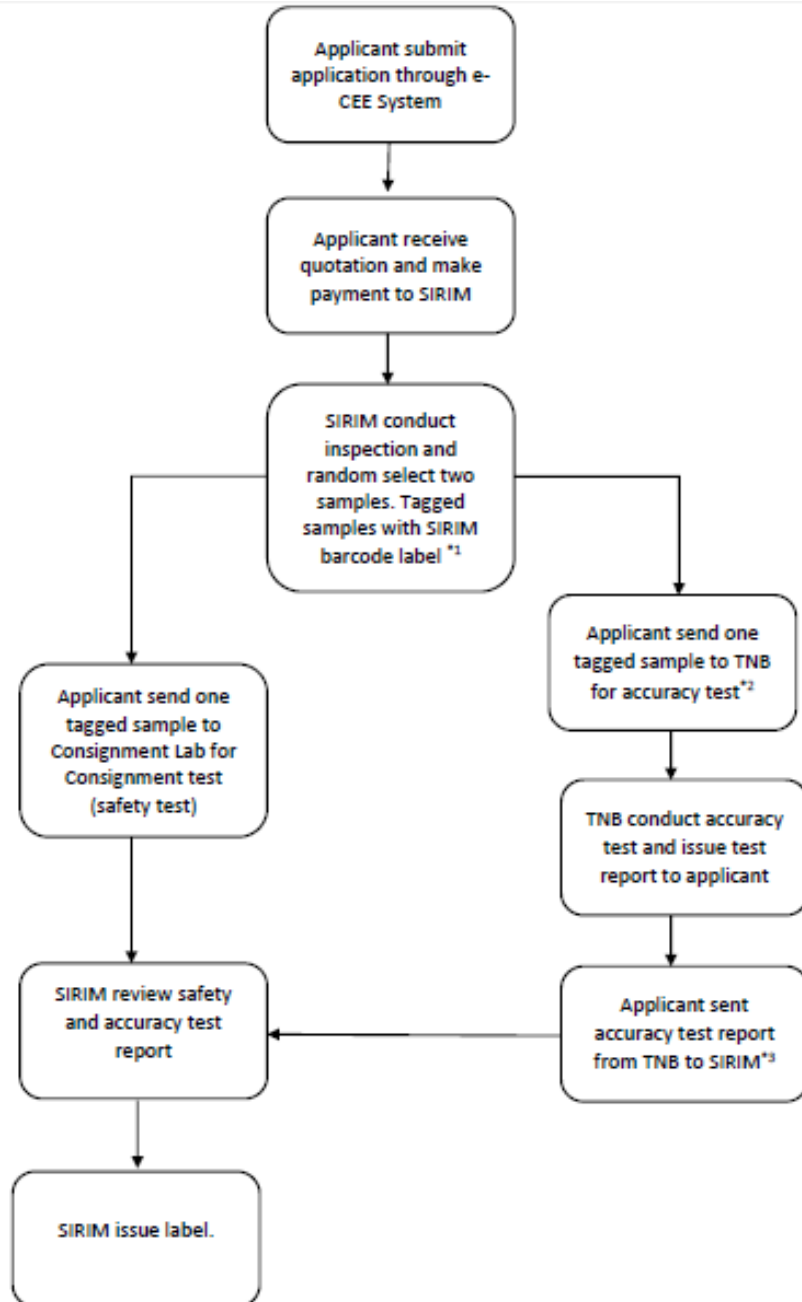 Applicant submit
application through e-
CEE System
Applicant receive
quotation and make
payment to SIRIM
SIRIM conduct
inspection and
random select two
samples. Tagged
samples with SIRIM
barcode label *1
Applicant send one
tagged sample to TNB
for accuracy test*2
Applicant send one
tagged sample to
Consignment Lab for
Consignment test
(safety test)
TNB conduct accuracy
test and issue test
report to applicant
SIRIM review safety
and accuracy test
report
Applicant sent
accuracy test report
from TNB to SIRIM*3
SIRIM issue label.